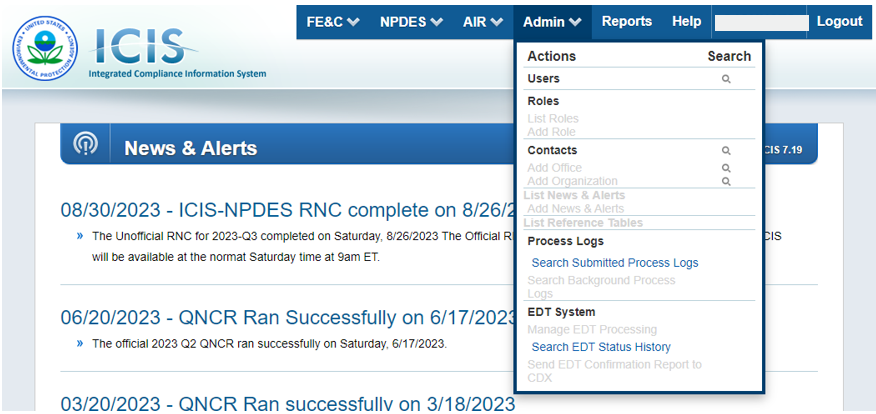 UNITED STATES
ENVIRONMENTAL PROTECTION AGENCY
ICIS
Integrated Compliance Information System
FE&C NPDES AIR Admin Reports Help Logout
Actions Search
Users
Roles
List Roles
Add Role
Contacts
Add Office
Add Organization
List News & Alerts
Add News & Alerts
List Reference Tables
Process Logs
Search Submitted Process Logs
Search Background Process
Logs
EDT System
Manage EDT Processing
Search EDT Status History
Send EDT Confirmation Report to
CDX
News & Alerts
CIS 7.19
08/30/2023 - ICIS-NPDES RNC complete on 8/26/2
» The Unofficial RNC for 2023-Q3 completed on Saturday, 8/26/2023 The Official R CIS
will be available at the normat Saturday time at 9am ET.
06/20/2023 - QNCR Ran Successfully on 6/17/2023
» The official 2023 Q2 QNCR ran successfully on Saturday, 6/17/2023.
03/20/2023 - QNCR Ran successfully on 3/18/2023